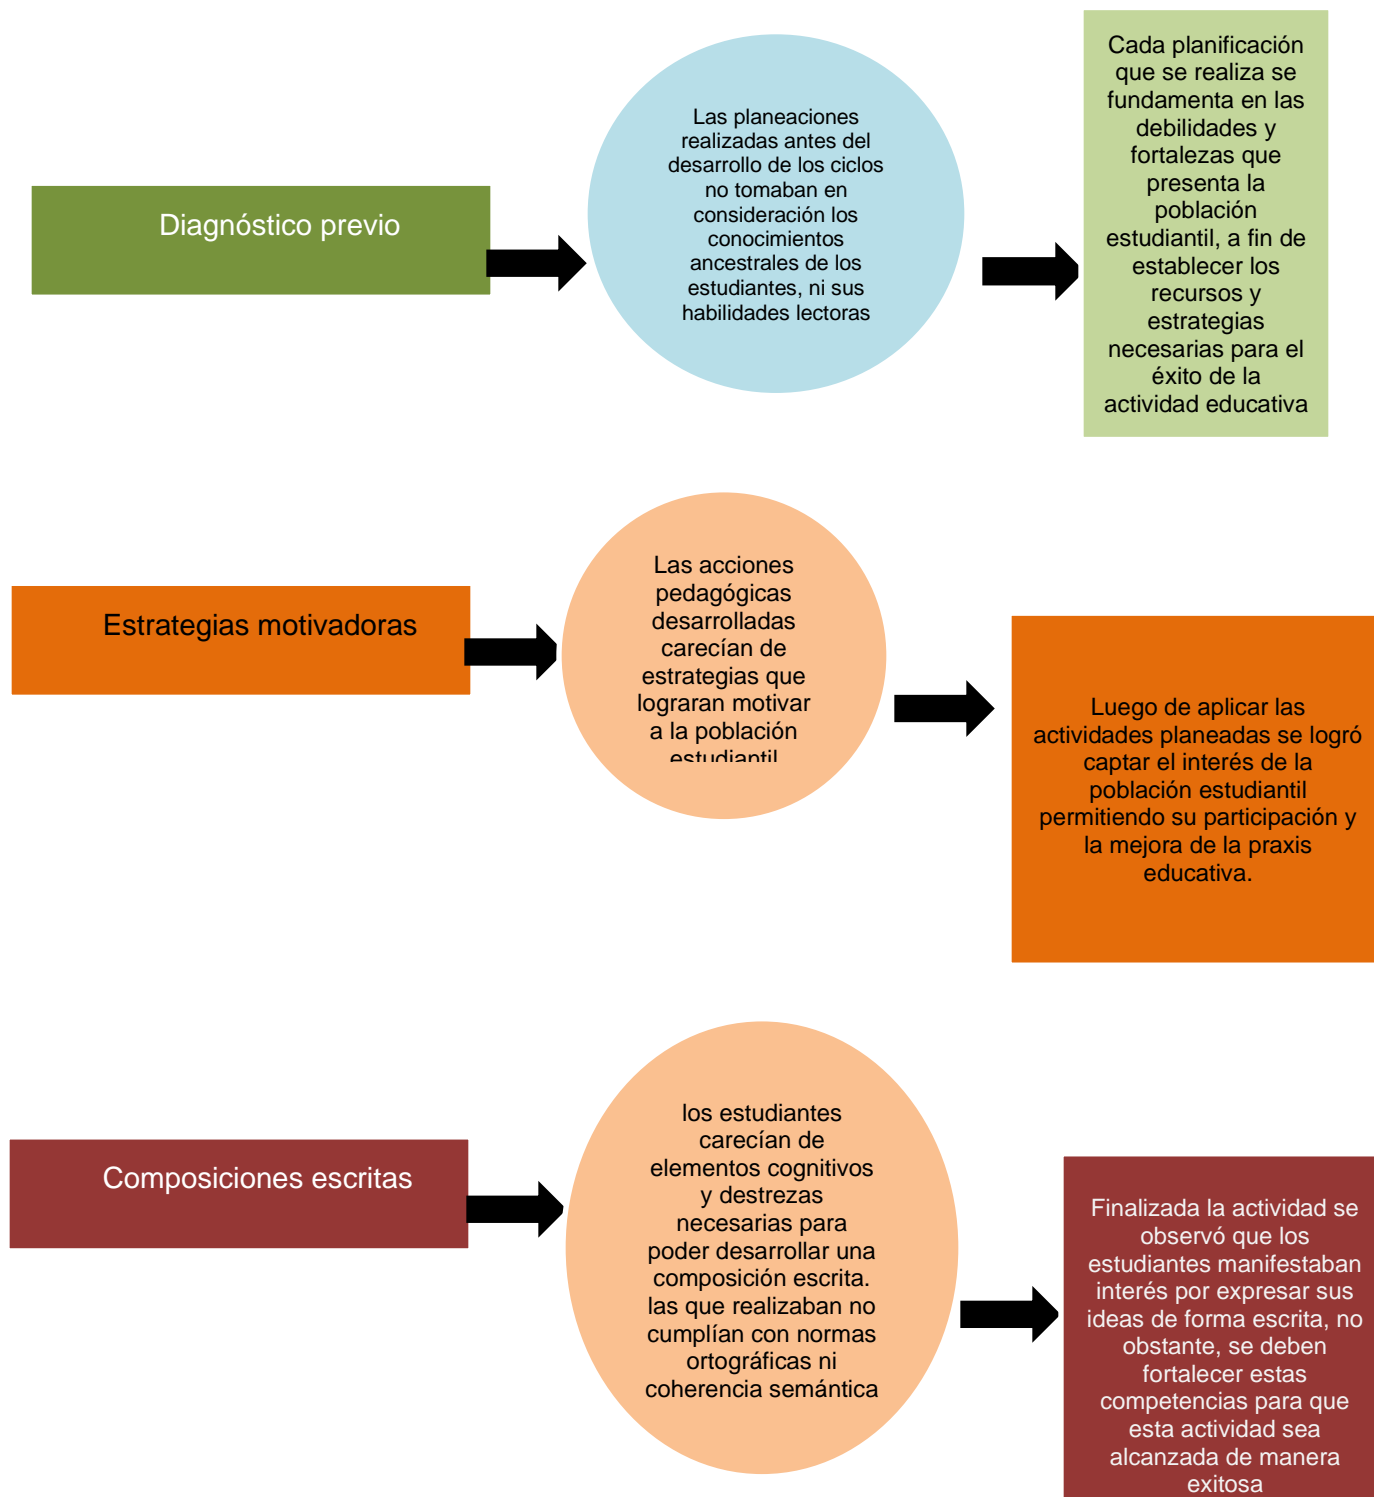 Diagnóstico previo
Las planeaciones
realizadas antes del
desarrollo de los ciclos
no tomaban en
consideración los
conocimientos
ancestrales de los
estudiantes, ni sus
habilidades lectoras
Cada planificación
que se realiza se
fundamenta en las
debilidades y
fortalezas que
presenta la
población
estudiantil, a fin de
establecer los
recursos y
estrategias
necesarias para el
éxito de la
actividad educativa
Estrategias motivadoras
Las acciones
pedagógicas
desarrolladas
carecían de
estrategias que
lograran motivar
a la población
estudiantil
Luego de aplicar las
actividades planeadas se logró
captar el interés de la
población estudiantil
permitiendo su participación y
la mejora de la praxis
educativa.
Composiciones escritas
los estudiantes
carecían de
elementos cognitivos
y destrezas
necesarias para
poder desarrollar una
composición escrita.
las que realizaban no
cumplían con normas
ortográficas ni
coherencia semántica
Finalizada la actividad se
observó que los
estudiantes manifestaban
interés por expresar sus
ideas de forma escrita, no
obstante, se deben
fortalecer estas
competencias para que
esta actividad sea
alcanzada de manera
exitosa